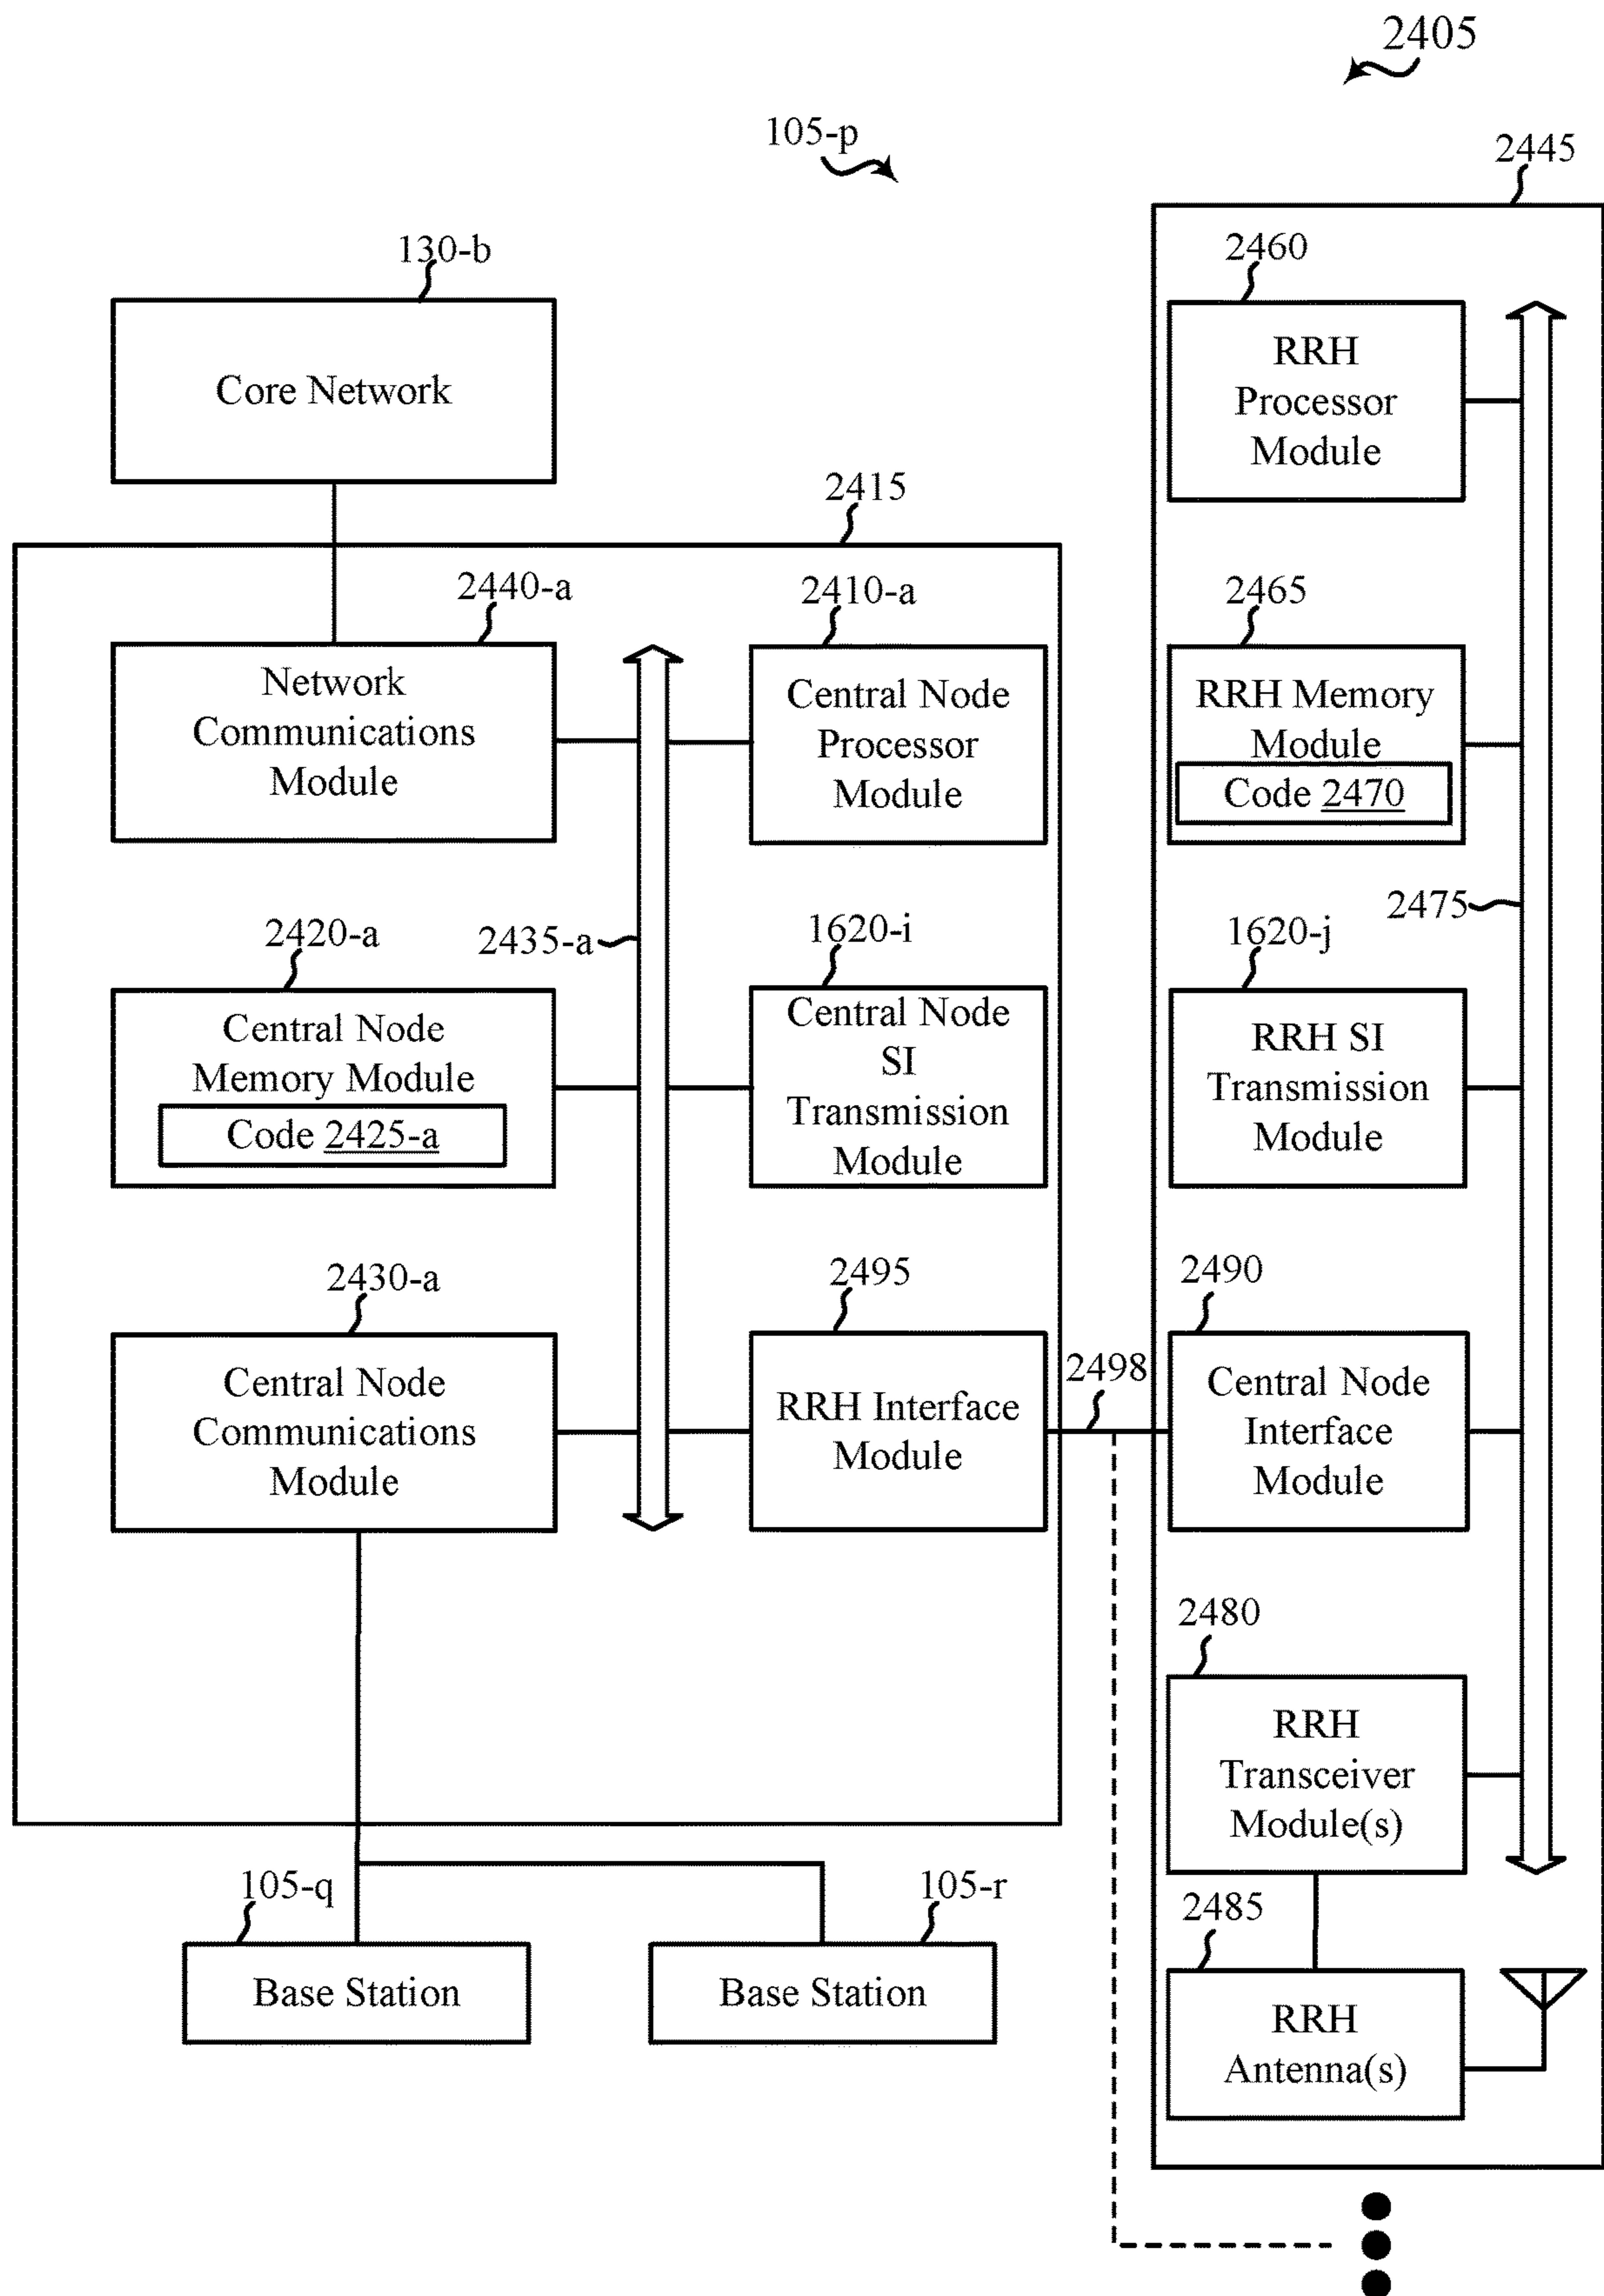 2405
105-p
2445
130-b
Core Network
2415
2440-a
Network
Communications
Module
2410-a
Central Node
Processor
Module
2420-a
Central Node
Memory Module
Code 2425-a
2435-a
1620-i
Central Node
SI
Transmission
Module
2430-a
Central Node
Communications
Module
2495
RRH Interface
Module
2498
105-q
Base Station
105-r
Base Station
2460
RRH
Processor
Module
2465
RRH Memory
Module
Code 2470
2475
1620-j
RRH SI
Transmission
Module
2490
Central Node
Interface
Module
2480
RRH
Transceiver
Module(s)
2485
RRH
Antenna(s)